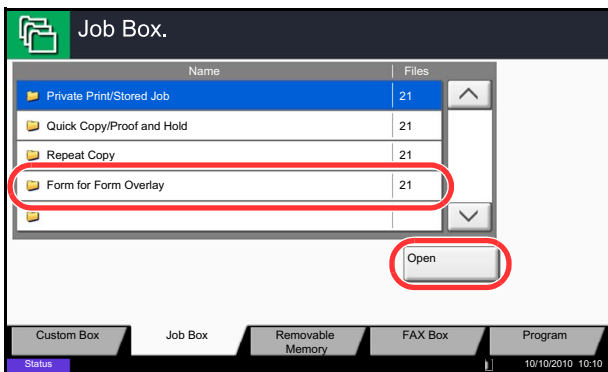 Job Box.
Name Files
Private Print/Stored Job 21
Quick Copy/Proof and Hold 21
Repeat Copy 21
Form for Form Overlay 21
Open
Custom Box Job Box Removable Memory FAX Box Program
Status 10/10/2010 10:10